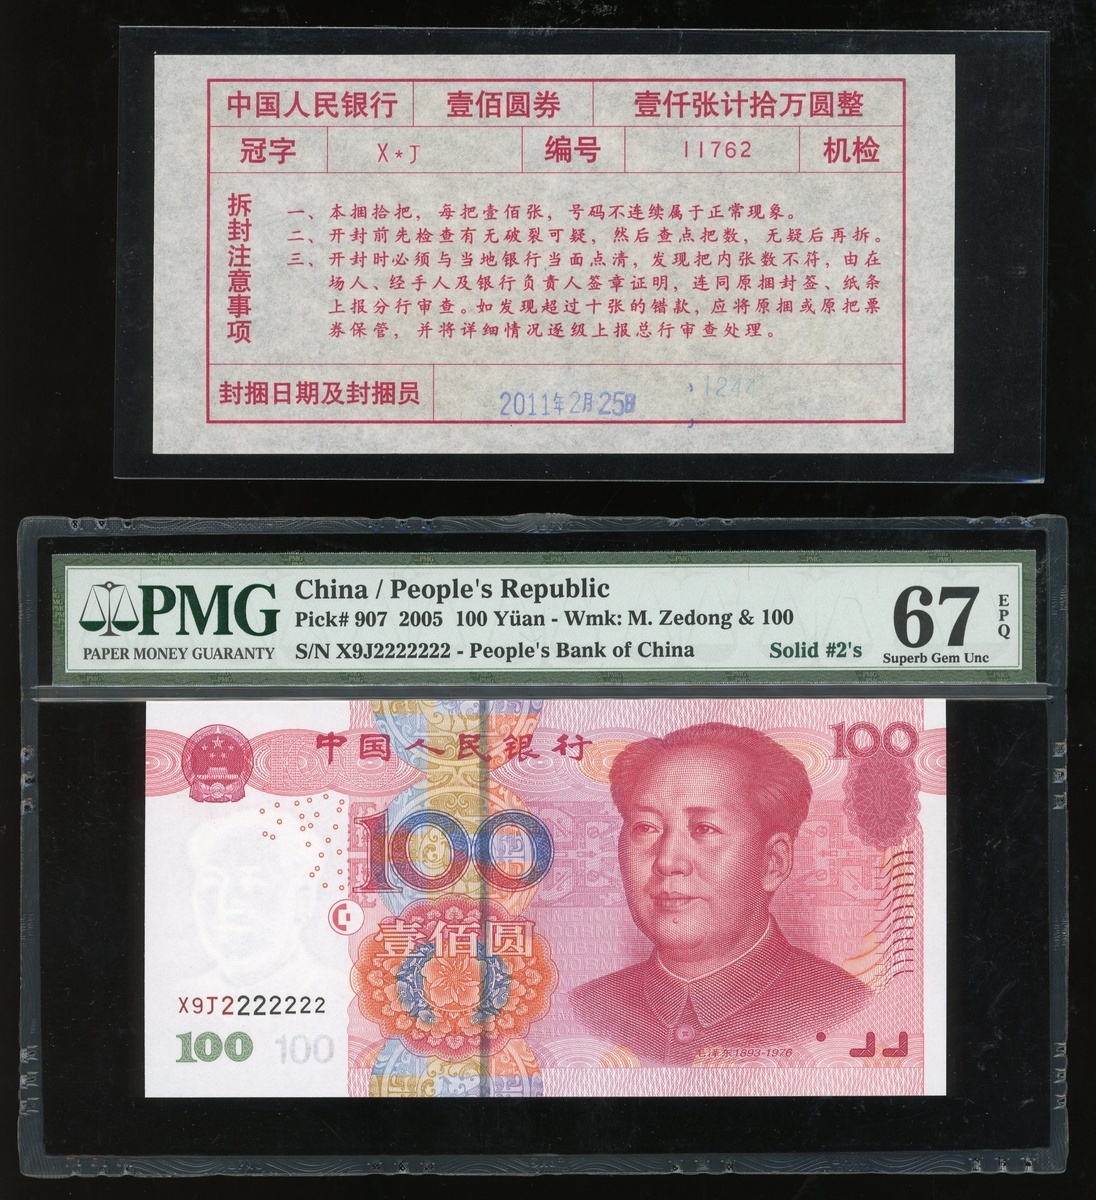 中国人民银行 壹佰圆券 壹仟张计拾万圆整
冠字 X*J 编号 11762 机检
拆封注意事项
一、本捆拾把，每把壹佰张，号码不连续属于正常现象。
二、开封前先检查有无破裂可疑，然后查点把数，无疑后再拆。
三、开封时必须与当地银行当面点清，发现把内张数不符，由在
场人、经手人及银行负责人签章证明，连同原捆封签、纸条
上报分行审查。如发现超过十张的错款，应将原捆或原把票
券保管，并将详细情况逐级上报总行审查处理。
封捆日期及封捆员 2011年2月25日
PMG
PAPER MONEY GUARANTY
China / People's Republic
Pick# 907 2005 100 Yüan - Wmk: M. Zedong & 100
S/N X9J2222222 - People's Bank of China Solid #2's
67 EPQ
Superb Gem Unc
中国人民银行 100
100
壹佰圆
X9J2222222
100 100
毛泽东1893-1976